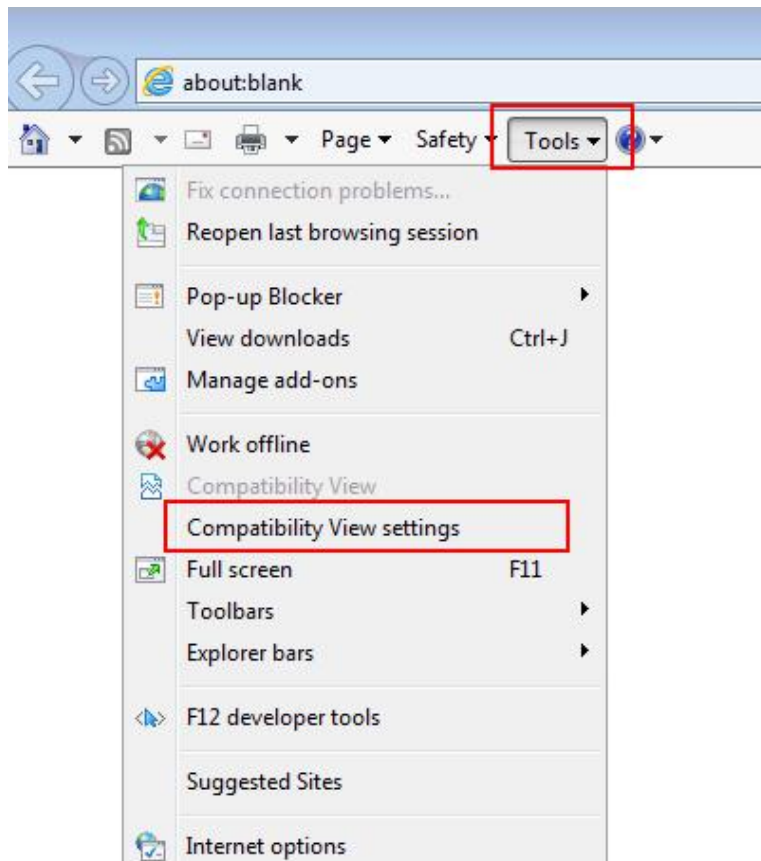 about:blank
Page Safety Tools
Fix connection problems...
Reopen last browsing session
Pop-up Blocker
View downloads Ctrl+J
Manage add-ons
Work offline
Compatibility View
Compatibility View settings
Full screen F11
Toolbars
Explorer bars
F12 developer tools
Suggested Sites
Internet options